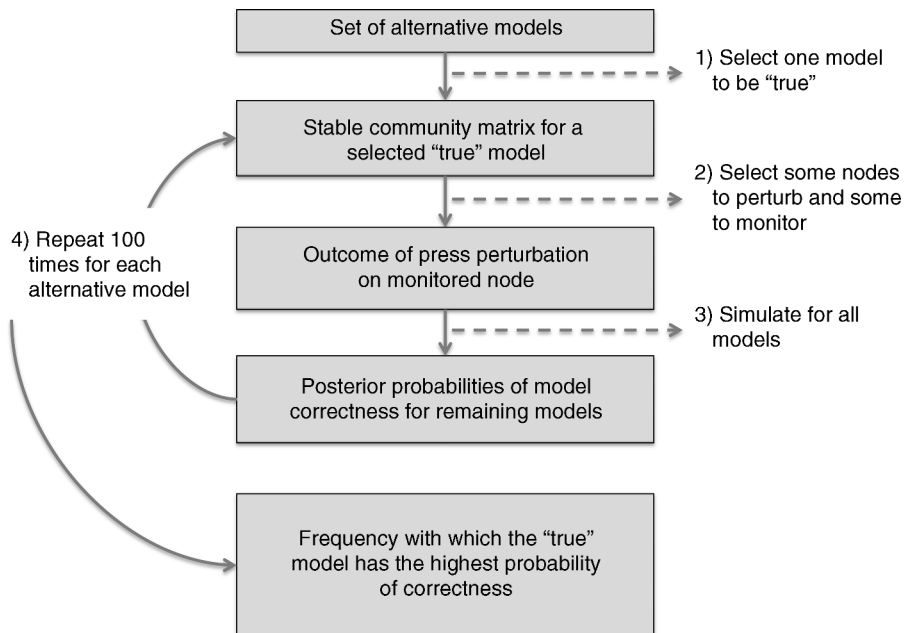 Set of alternative models
1) Select one model
to be “true”
Stable community matrix for a
selected “true” model
2) Select some nodes
to perturb and some
to monitor
4) Repeat 100
times for each
alternative model
Outcome of press perturbation
on monitored node
3) Simulate for all
models
Posterior probabilities of model
correctness for remaining models
Frequency with which the “true”
model has the highest probability
of correctness